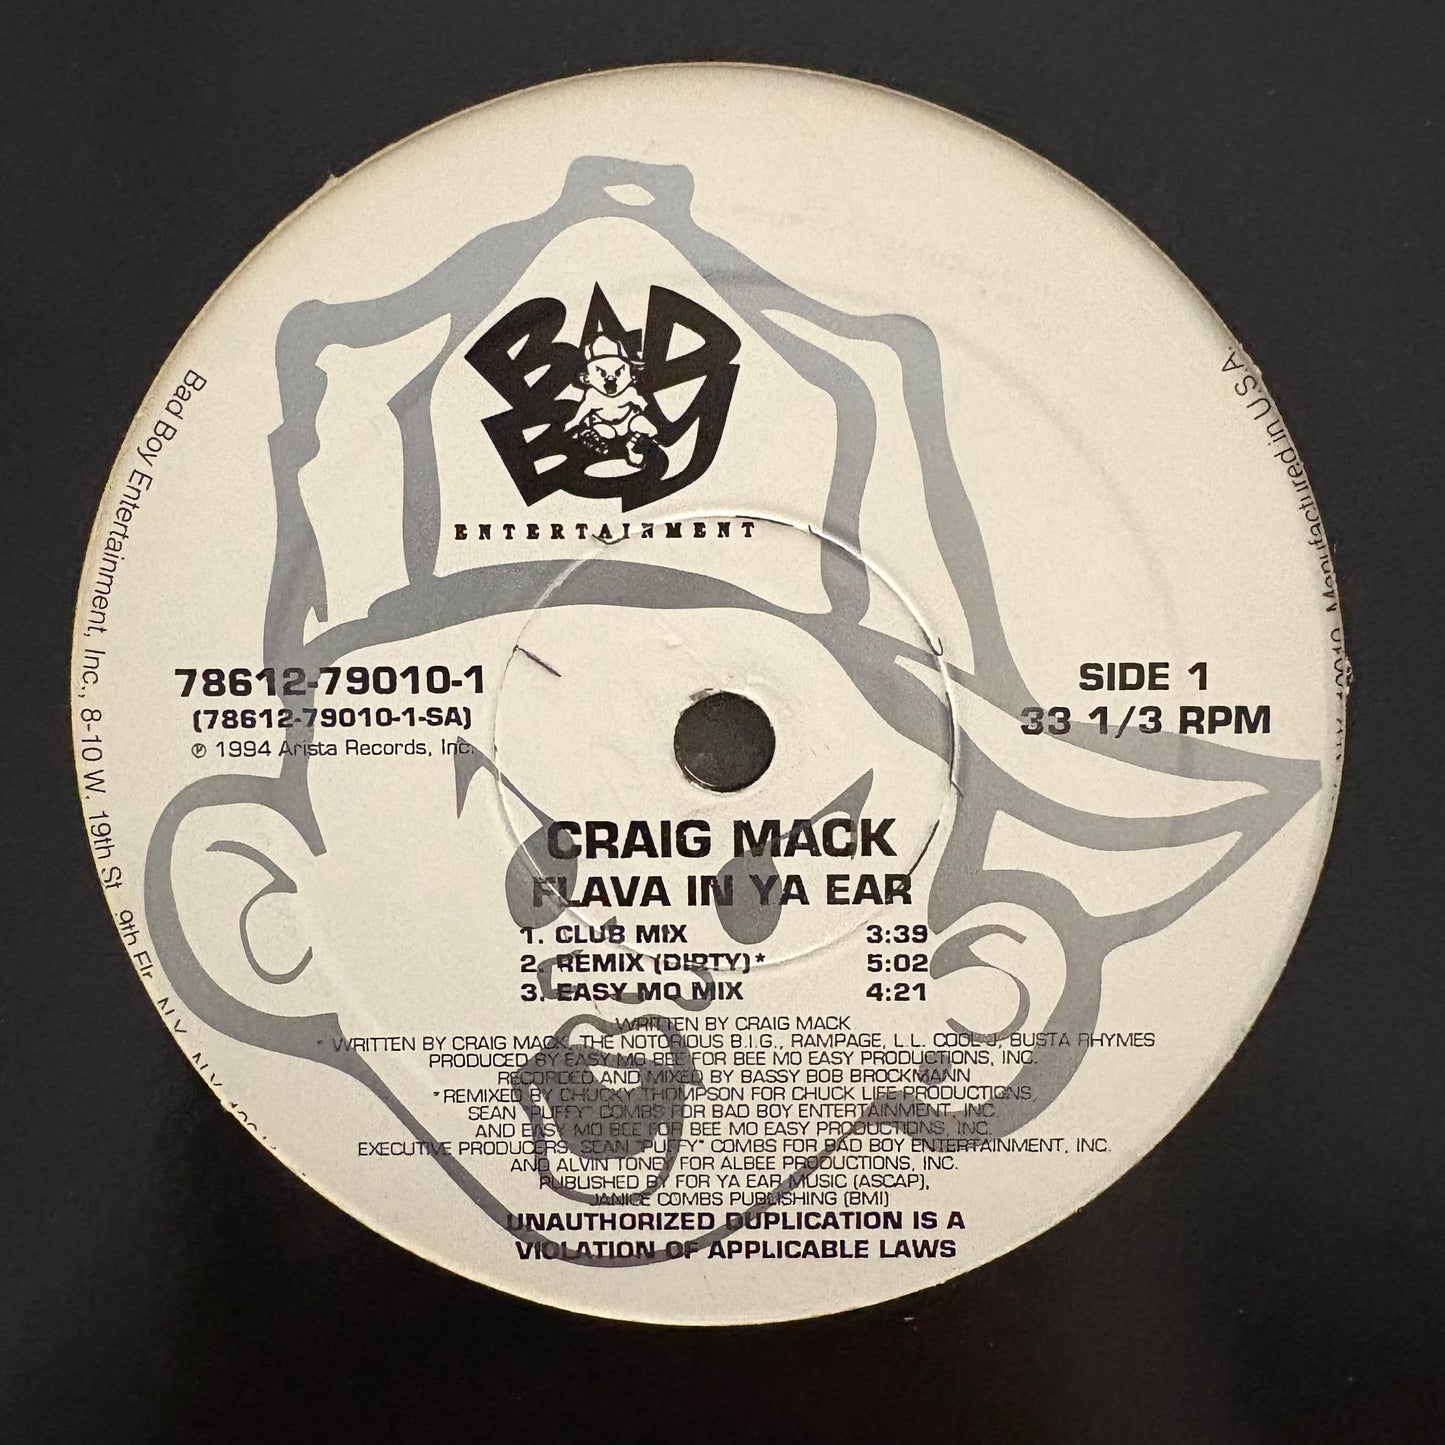 BAD BOY
ENTERTAINMENT
Bad Boy Entertainment, Inc., 8-10 W. 19th St 9th Flr. N.Y., N.Y.
Manufactured in U.S.A.
78612-79010-1
(78612-79010-1-SA)
℗ 1994 Arista Records, Inc.
SIDE 1
33 1/3 RPM
CRAIG MACK
FLAVA IN YA EAR
1. CLUB MIX 3:39
2. REMIX (DIRTY)* 5:02
3. EASY MO MIX 4:21
WRITTEN BY CRAIG MACK
* WRITTEN BY CRAIG MACK, THE NOTORIOUS B.I.G., RAMPAGE, L.L. COOL J, BUSTA RHYMES
PRODUCED BY EASY MO BEE FOR BEE MO EASY PRODUCTIONS, INC.
RECORDED AND MIXED BY BASSY BOB BROCKMANN
*REMIXED BY CHUCKY THOMPSON FOR CHUCK LIFE PRODUCTIONS,
SEAN "PUFFY" COMBS FOR BAD BOY ENTERTAINMENT, INC.
AND EASY MO BEE FOR BEE MO EASY PRODUCTIONS, INC.
EXECUTIVE PRODUCERS SEAN "PUFFY" COMBS FOR BAD BOY ENTERTAINMENT, INC.
AND ALVIN TONEY FOR ALBEE PRODUCTIONS, INC.
PUBLISHED BY FOR YA EAR MUSIC (ASCAP),
JANICE COMBS PUBLISHING (BMI)
UNAUTHORIZED DUPLICATION IS A
VIOLATION OF APPLICABLE LAWS